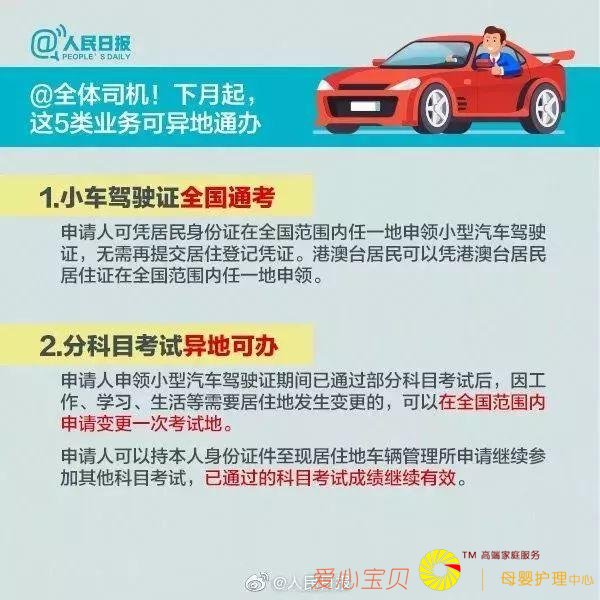 @人民日报
PEOPLE'S DAILY
@全体司机！下月起，
这5类业务可异地通办
1.小车驾驶证全国通考
申请人可凭居民身份证在全国范围内任一地申领小型汽车驾驶
证，无需再提交居住登记凭证。港澳台居民可以凭港澳台居民
居住证在全国范围内任一地申领。
2.分科目考试异地可办
申请人申领小型汽车驾驶证期间已通过部分科目考试后，因工
作、学习、生活等需要居住地发生变更的，可以在全国范围内
申请变更一次考试地。
申请人可以持本人身份证件至现居住地车辆管理所申请继续参
加其他科目考试，已通过的科目考试成绩继续有效。
@人民日报
爱心宝贝
TM 高端家庭服务
母婴护理中心